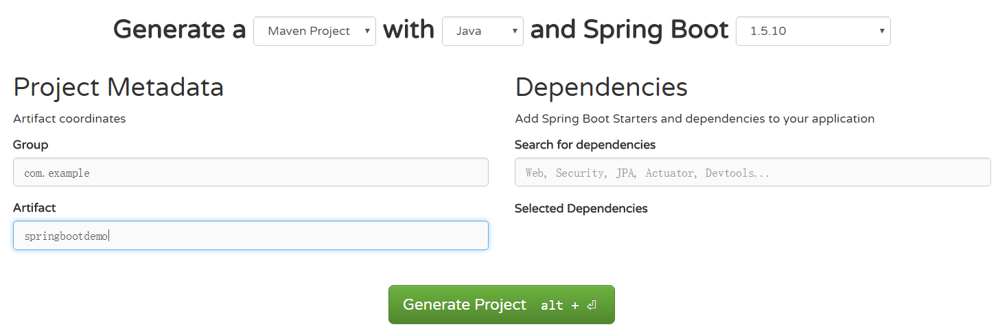 Generate a Maven Project with Java and Spring Boot 1.5.10
Project Metadata
Artifact coordinates
Group
com.example
Artifact
springbootdemo
Dependencies
Add Spring Boot Starters and dependencies to your application
Search for dependencies
Web, Security, JPA, Actuator, Devtools...
Selected Dependencies
Generate Project alt + ⏎